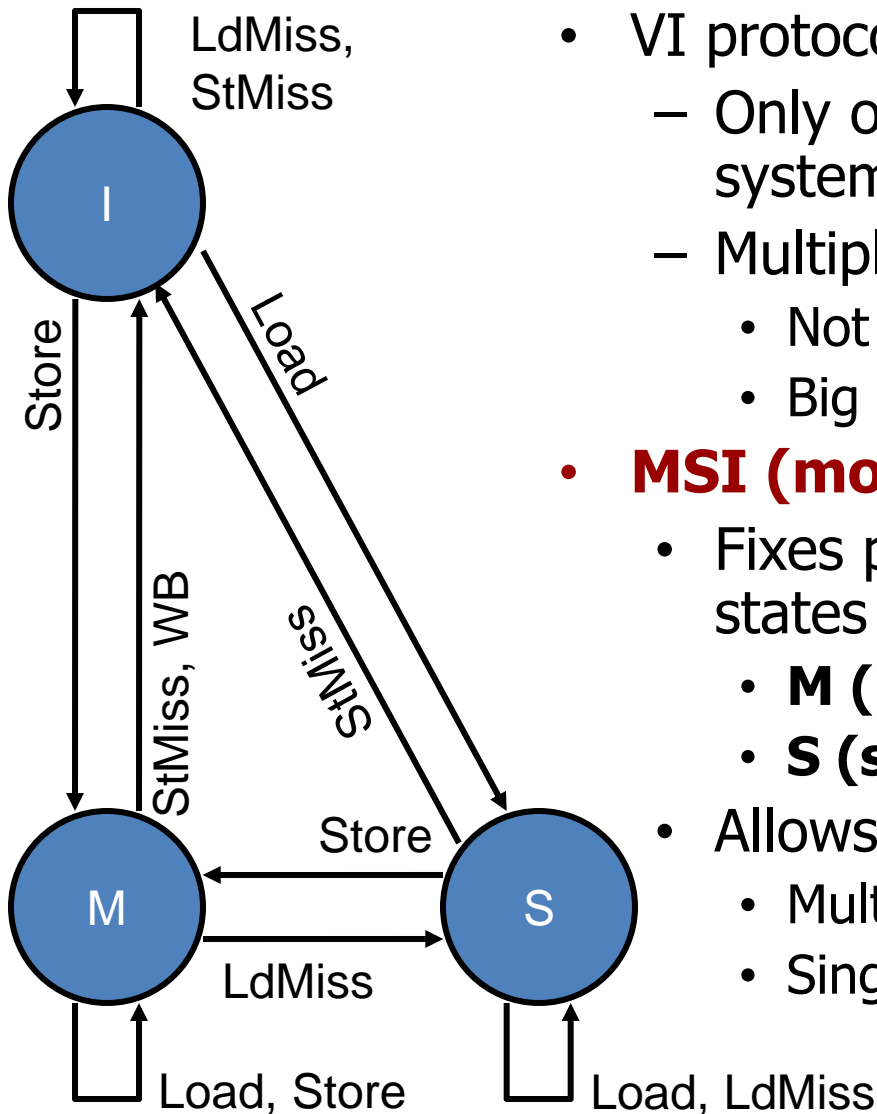 LdMiss,
StMiss
I
Load
Store
StMiss, WB
StMiss
Store
M
S
LdMiss
Load, Store
Load, LdMiss
• VI protocol
– Only o
system
– Multipl
• Not
• Big
• MSI (mo
• Fixes p
states
• M (
• S (s
• Allows
• Mult
• Sing